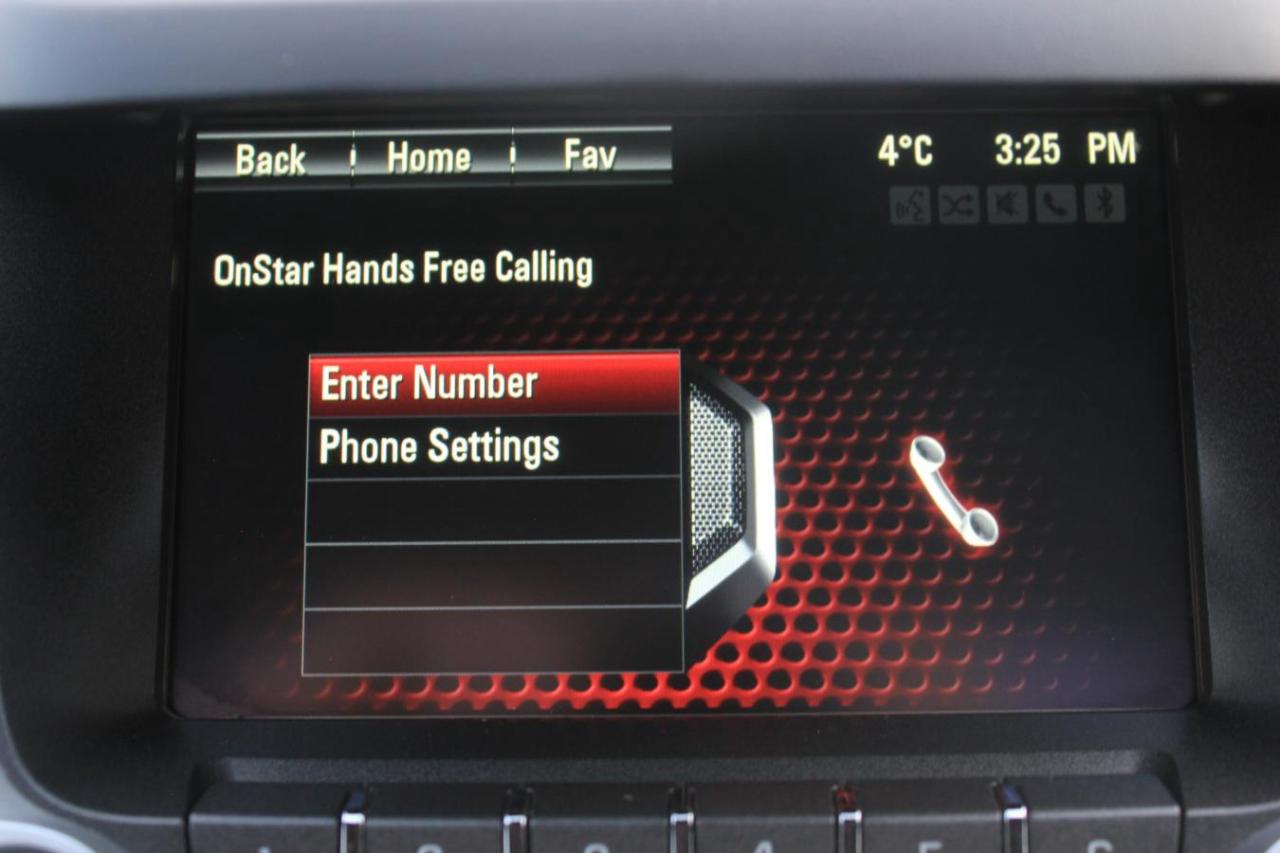 Back Home Fav 4°C 3:25 PM
OnStar Hands Free Calling
Enter Number
Phone Settings